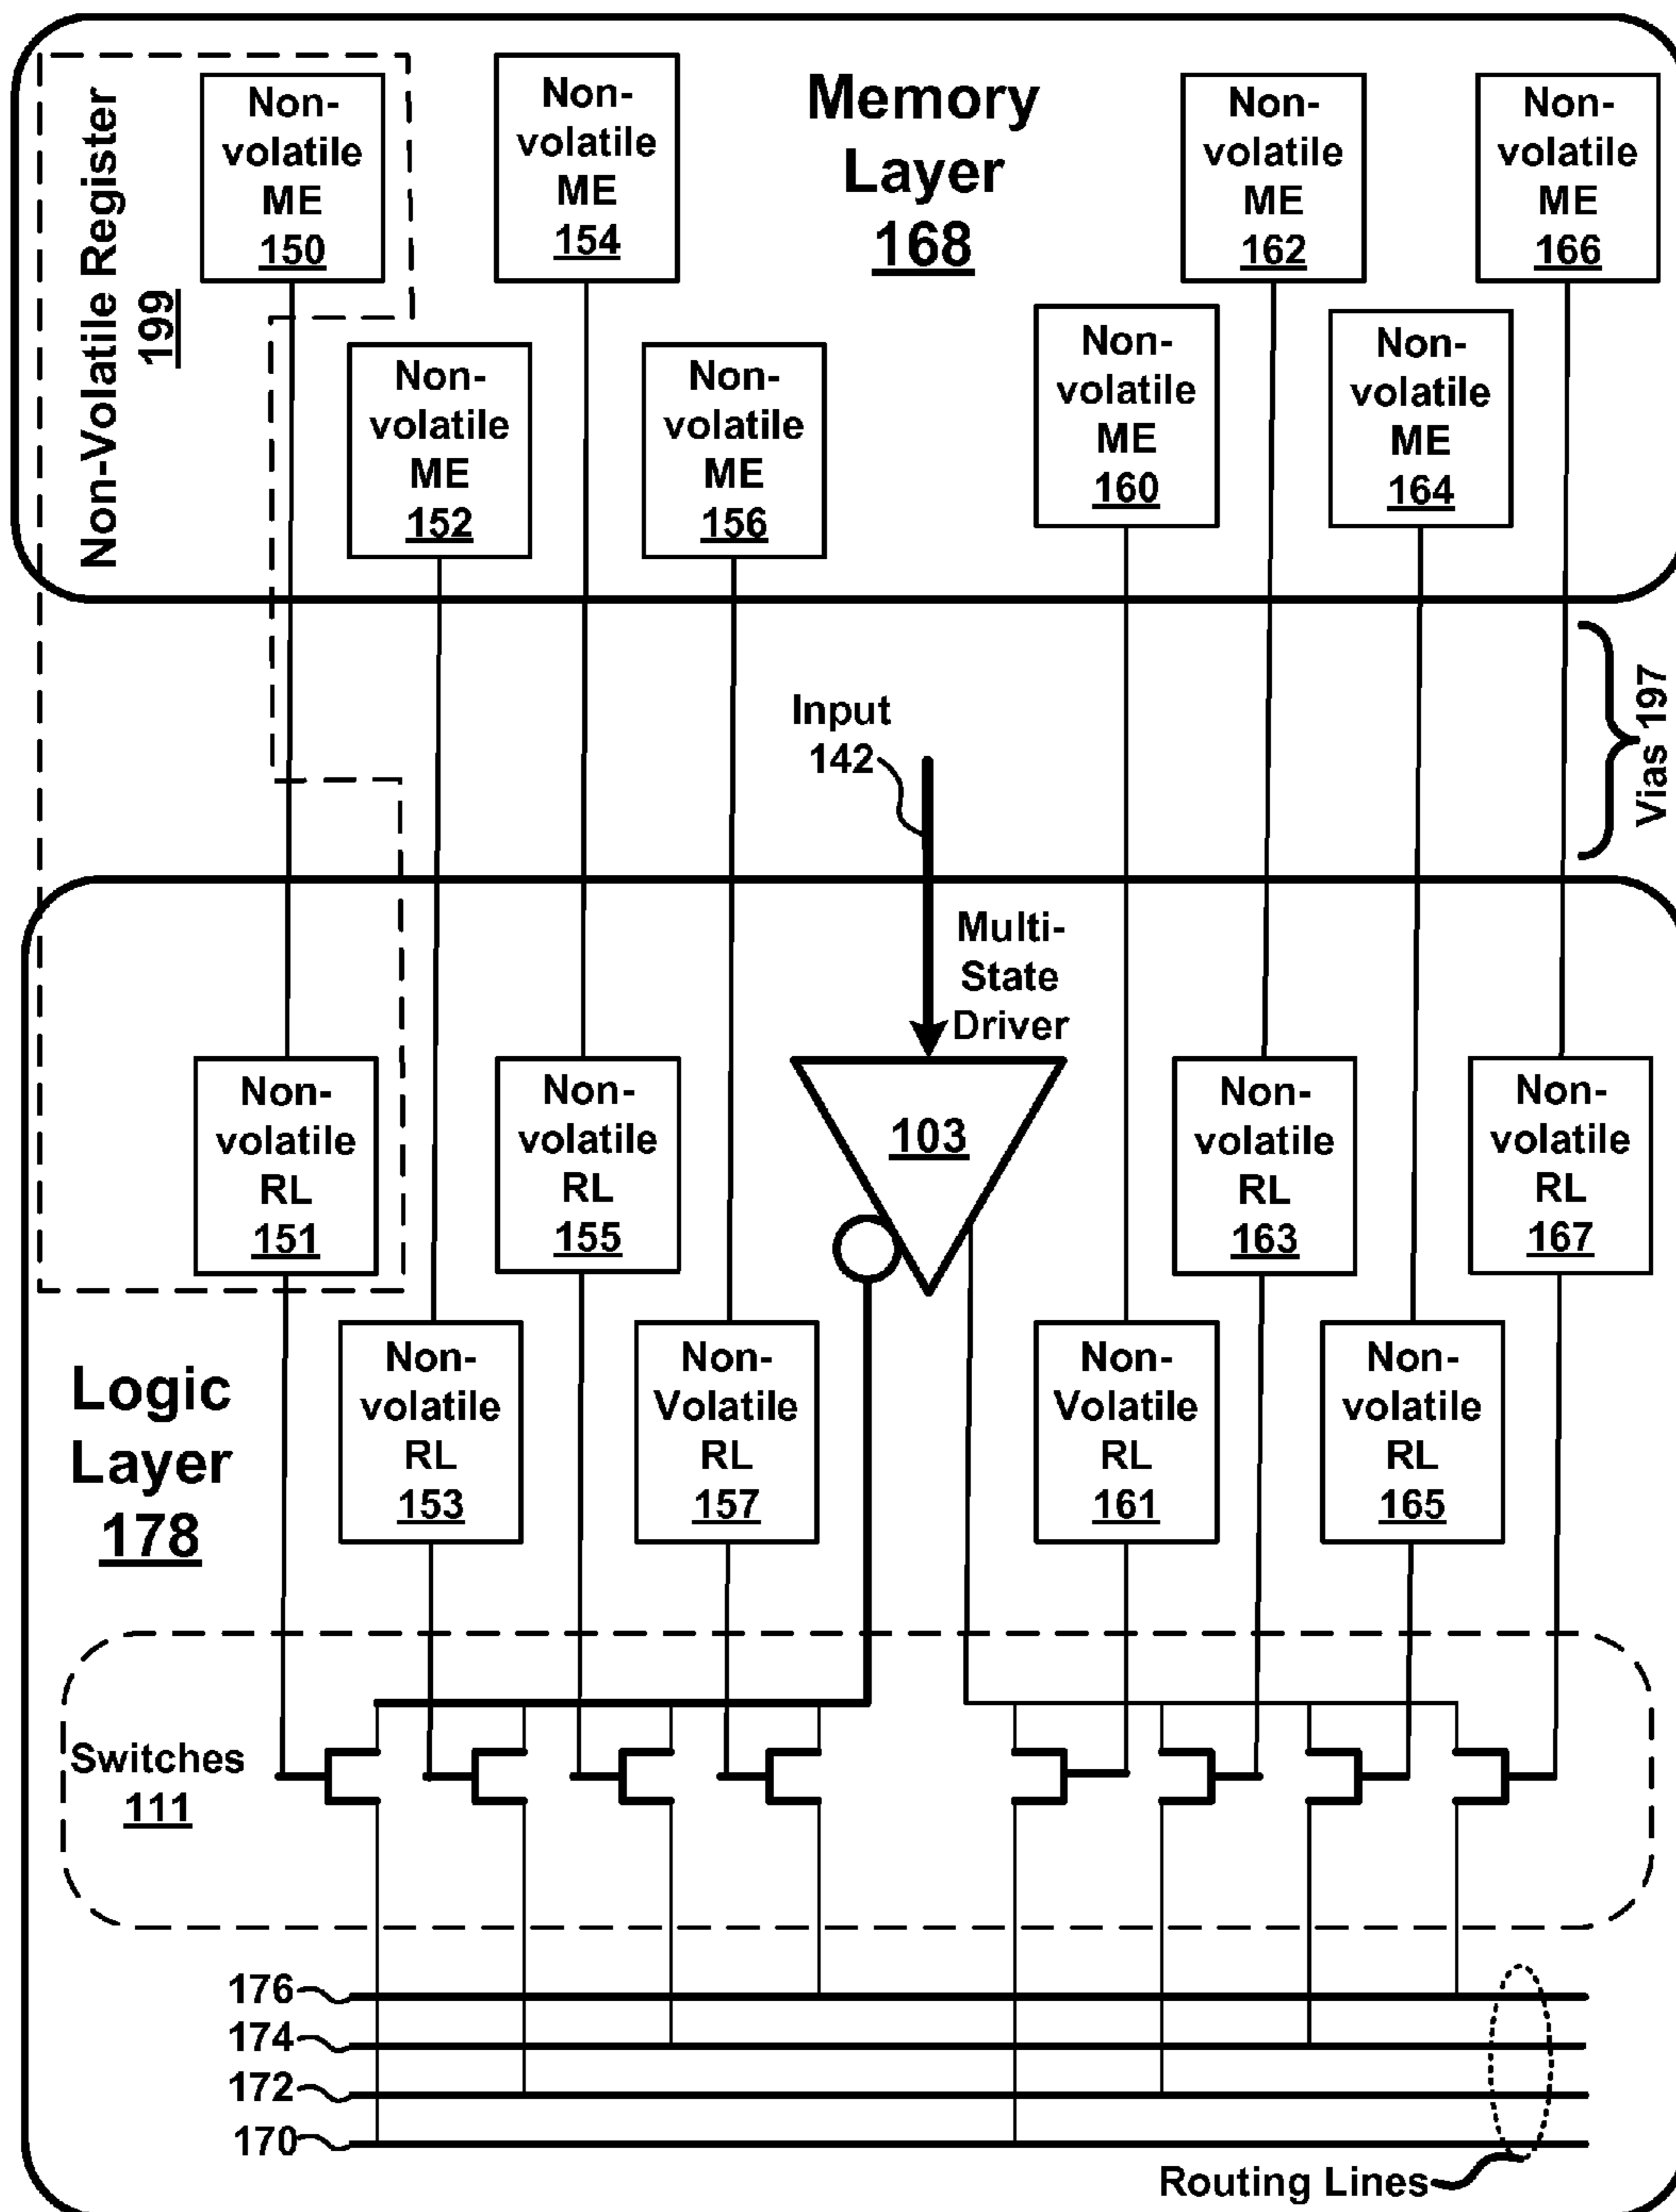 Non-Volatile Register
199
Non-
volatile
ME
150
Non-
volatile
ME
154
Memory
Layer
168
Non-
volatile
ME
162
Non-
volatile
ME
166
Non-
volatile
ME
152
Non-
volatile
ME
156
Non-
volatile
ME
160
Non-
volatile
ME
164
Input
142
Vias 197
Multi-
State
Driver
103
Non-
volatile
RL
151
Non-
volatile
RL
155
Non-
volatile
RL
163
Non-
volatile
RL
167
Logic
Layer
178
Non-
volatile
RL
153
Non-
Volatile
RL
157
Non-
Volatile
RL
161
Non-
volatile
RL
165
Switches
111
176
174
172
170
Routing Lines